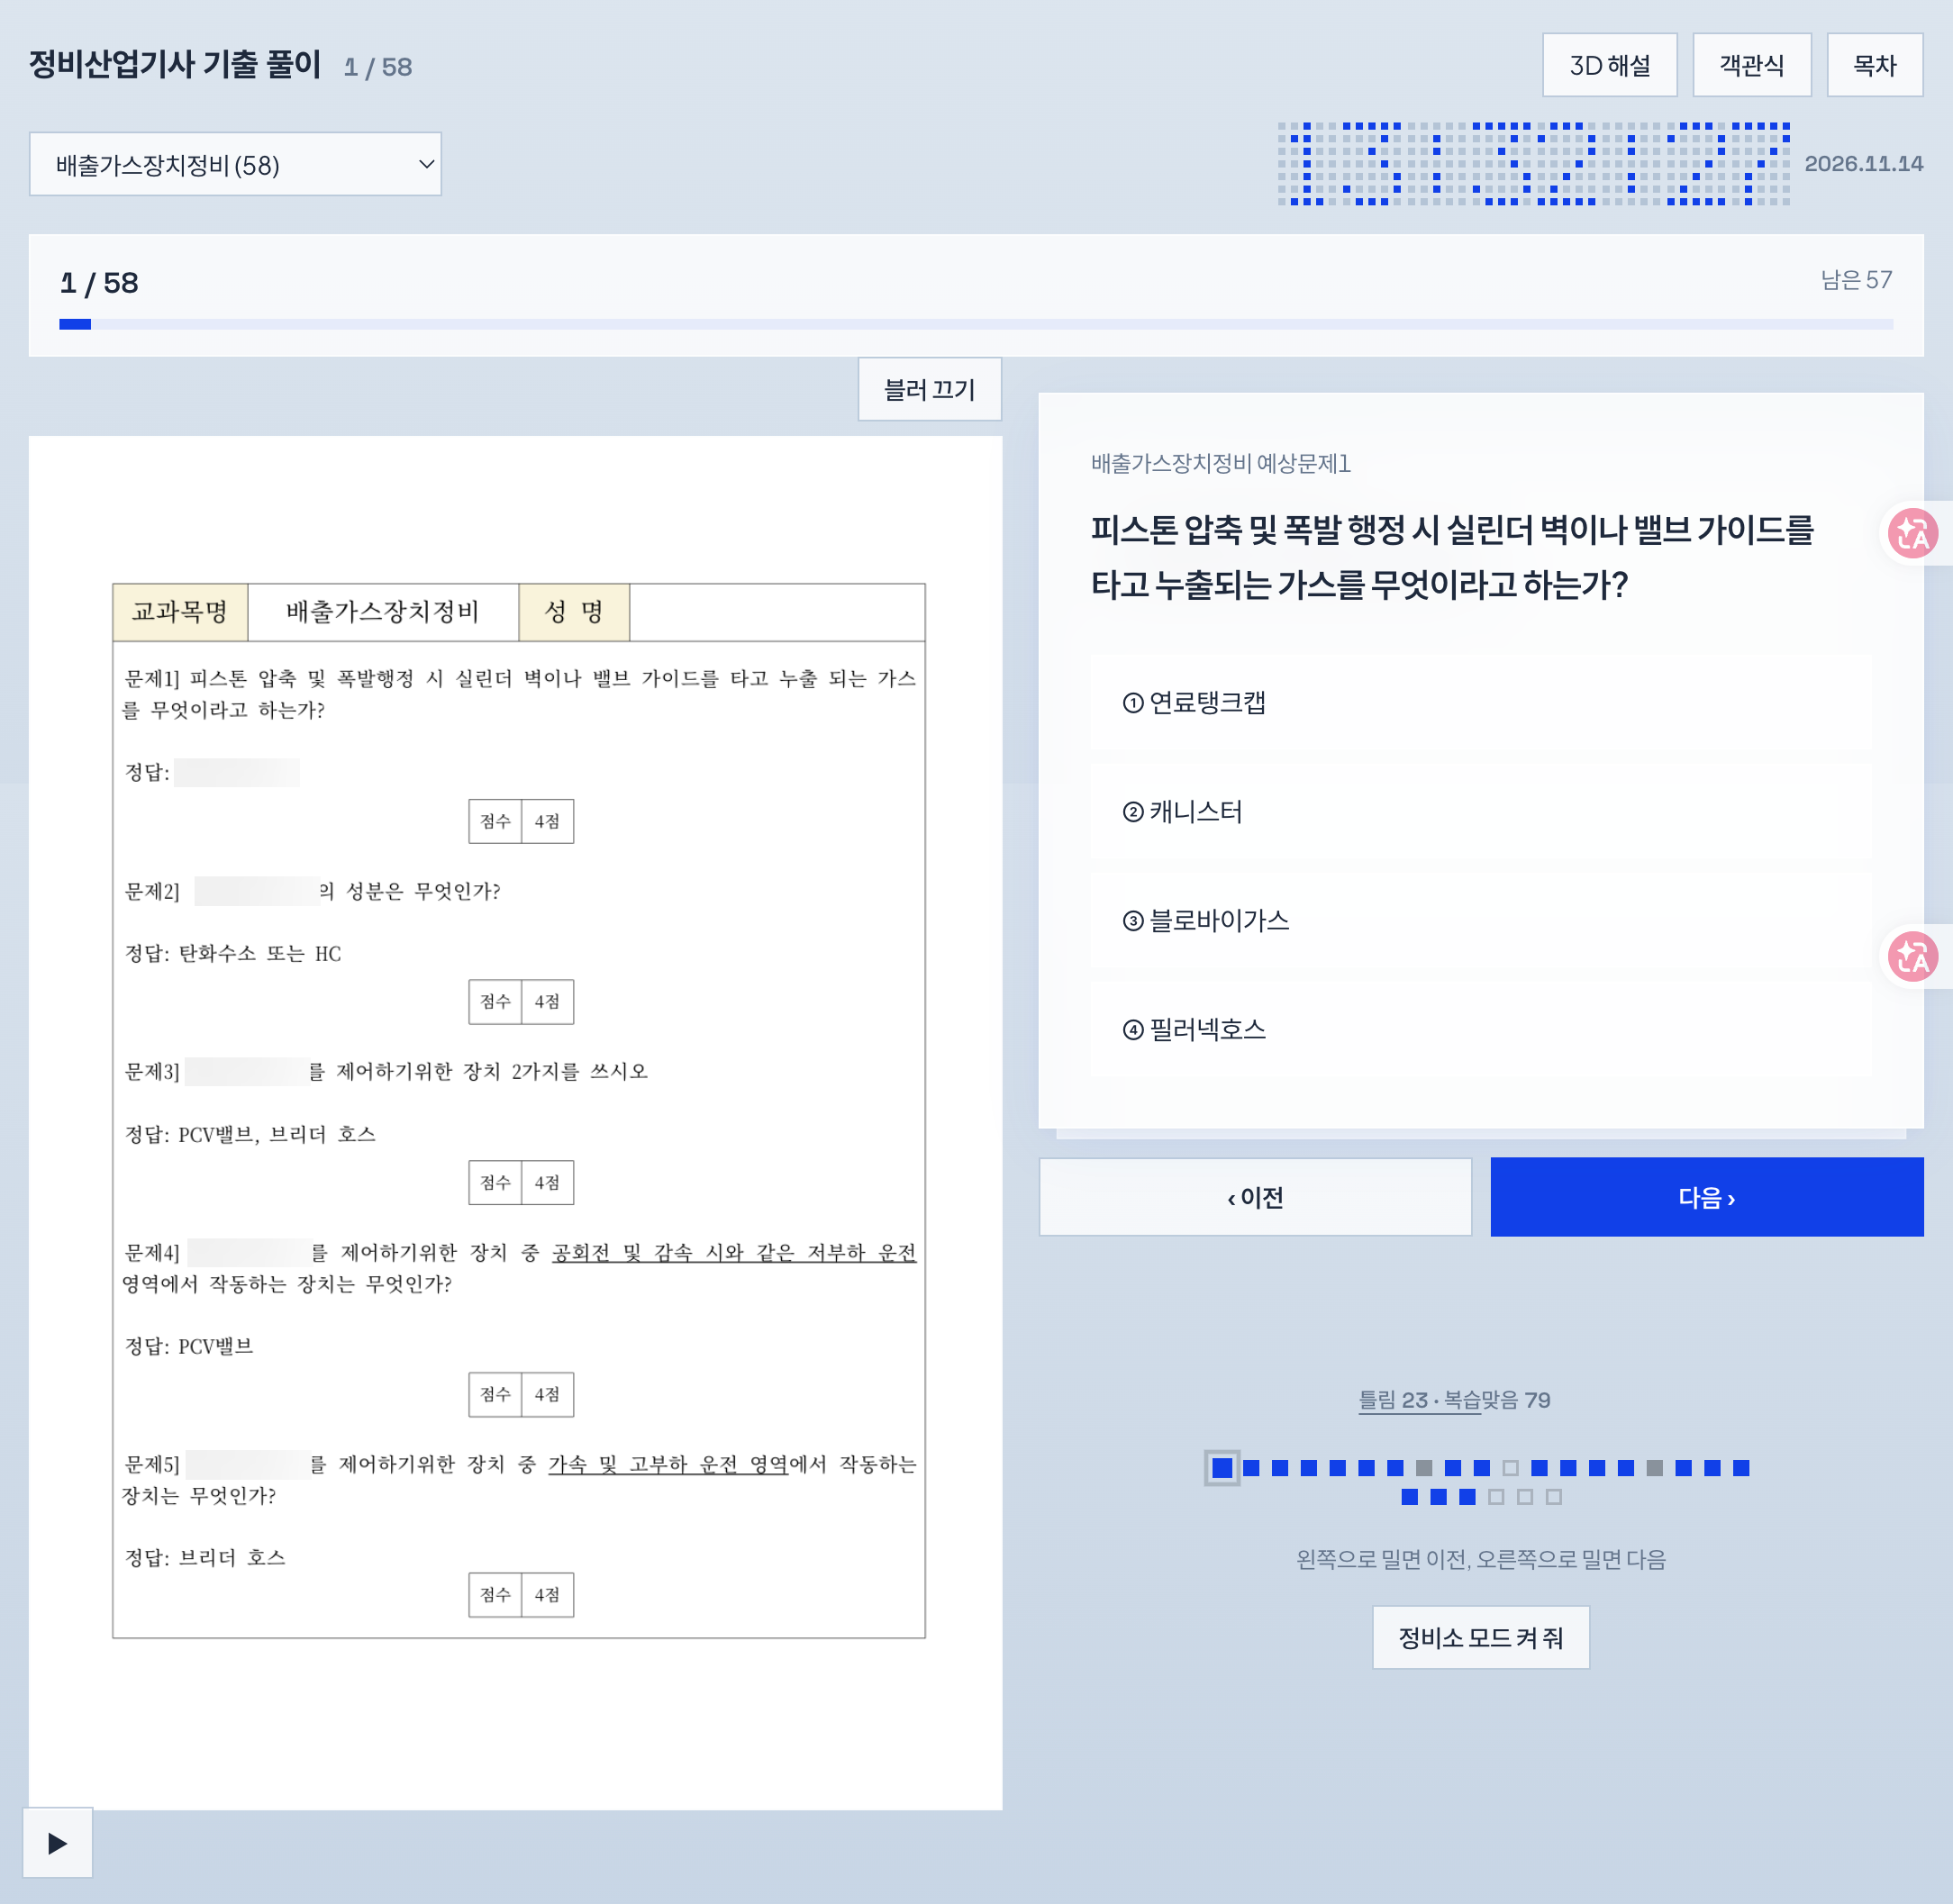 정비산업기사 기출 풀이 1 / 58
3D 해설
객관식
목차
배출가스장치정비 (58)
13:32:27
2026.11.14
1 / 58
남은 57
블러 끄기
교과목명 배출가스장치정비 성 명
문제1] 피스톤 압축 및 폭발행정 시 실린더 벽이나 밸브 가이드를 타고 누출 되는 가스
를 무엇이라고 하는가?
정답:
점수 4점
문제2] 의 성분은 무엇인가?
정답: 탄화수소 또는 HC
점수 4점
문제3] 를 제어하기위한 장치 2가지를 쓰시오
정답: PCV밸브, 브리더 호스
점수 4점
문제4] 를 제어하기위한 장치 중 공회전 및 감속 시와 같은 저부하 운전
영역에서 작동하는 장치는 무엇인가?
정답: PCV밸브
점수 4점
문제5] 를 제어하기위한 장치 중 가속 및 고부하 운전 영역에서 작동하는
장치는 무엇인가?
정답: 브리더 호스
점수 4점
배출가스장치정비 예상문제1
피스톤 압축 및 폭발 행정 시 실린더 벽이나 밸브 가이드를
타고 누출되는 가스를 무엇이라고 하는가?
① 연료탱크캡
② 캐니스터
③ 블로바이가스
④ 필러넥호스
‹ 이전
다음 ›
틀림 23 · 복습맞음 79
왼쪽으로 밀면 이전, 오른쪽으로 밀면 다음
정비소 모드 켜 줘